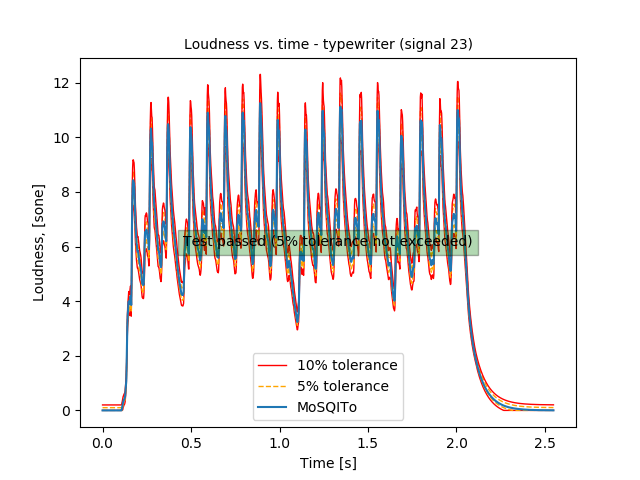 Loudness vs. time - typewriter (signal 23)
Loudness, [sone]
12
10
8
6
4
2
0
Test passed (5% tolerance not exceeded)
10% tolerance
5% tolerance
MoSQITo
0.0 0.5 1.0 1.5 2.0 2.5
Time [s]